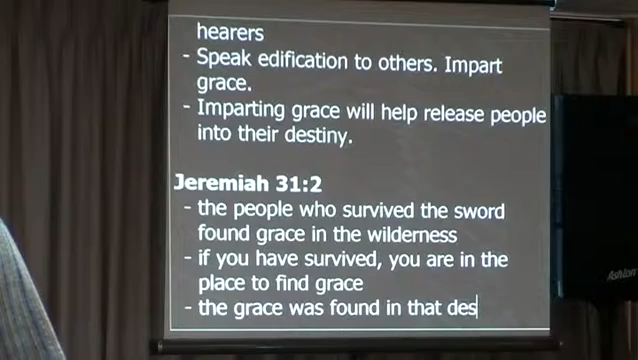 hearers
- Speak edification to others. Impart
grace.
- Imparting grace will help release people
into their destiny.
Jeremiah 31:2
- the people who survived the sword
found grace in the wilderness
- if you have survived, you are in the
place to find grace
- the grace was found in that des
Ashton